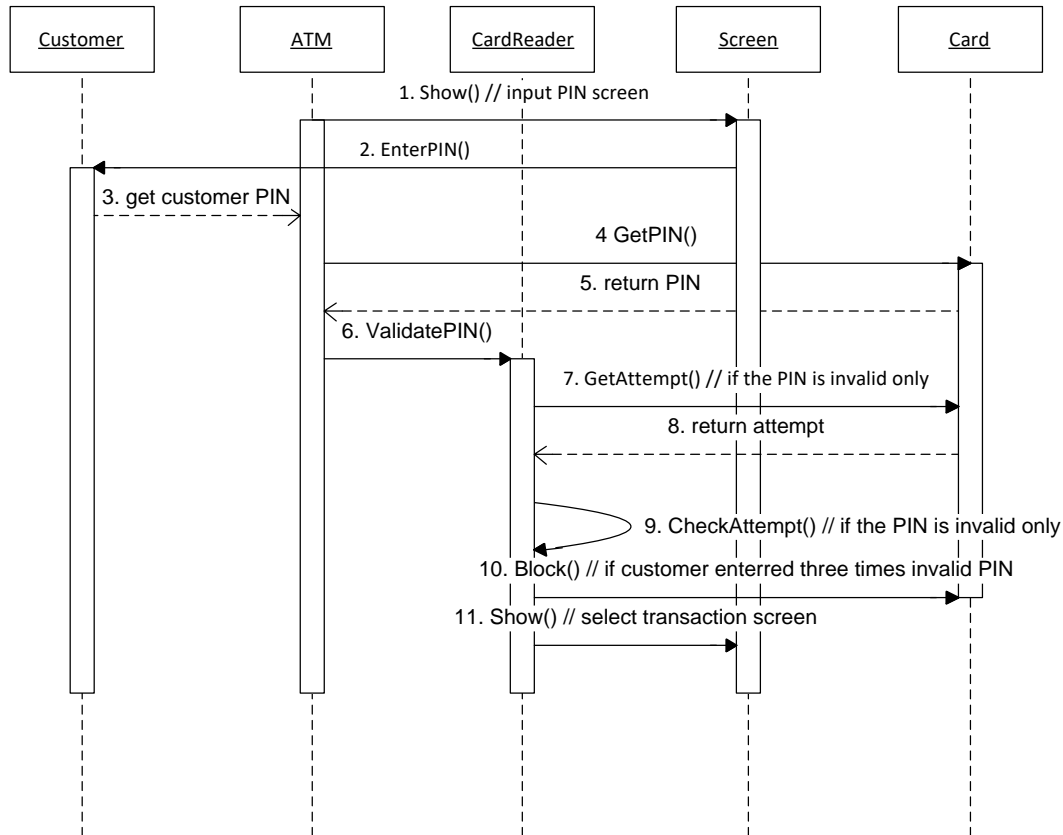 Customer
ATM
CardReader
Screen
Card
1. Show() // input PIN screen
2. EnterPIN()
3. get customer PIN
4 GetPIN()
5. return PIN
6. ValidatePIN()
7. GetAttempt() // if the PIN is invalid only
8. return attempt
9. CheckAttempt() // if the PIN is invalid only
10. Block() // if customer enterred three times invalid PIN
11. Show() // select transaction screen